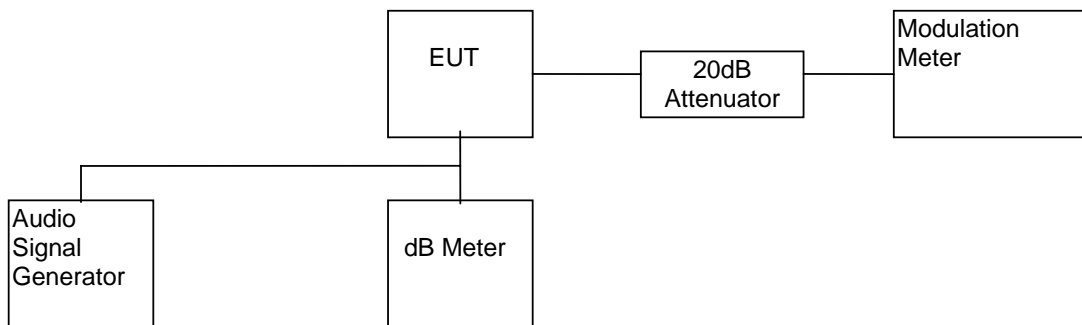 EUT
20dB
Attenuator
Modulation
Meter
Audio
Signal
Generator
dB Meter